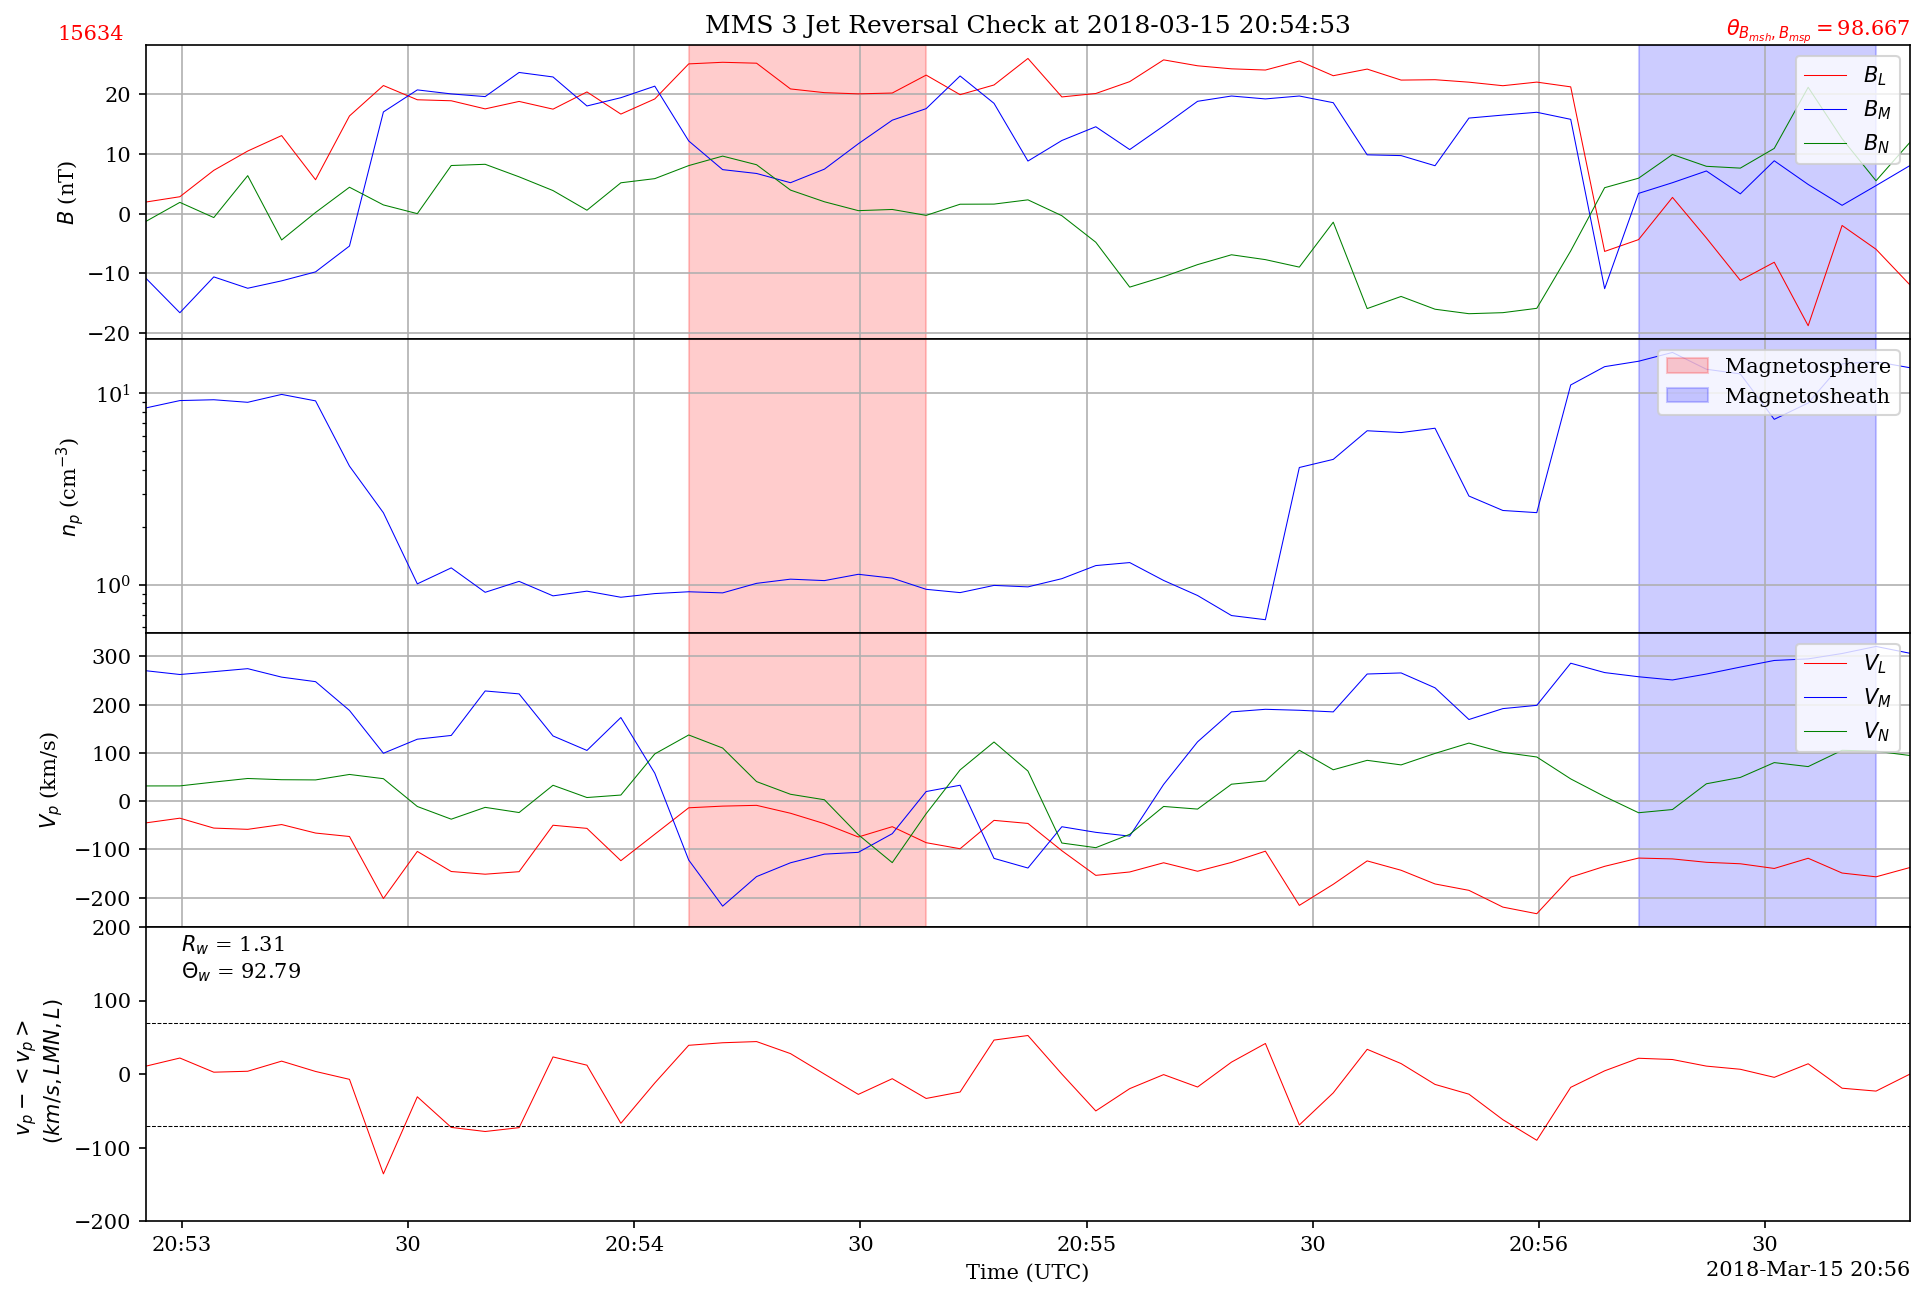 15634
MMS 3 Jet Reversal Check at 2018-03-15 20:54:53
θ_{B_{msh}, B_{msp}} = 98.667
B (nT)
20
10
0
−10
−20
B_L
B_M
B_N
n_p (cm^{−3})
10^1
10^0
Magnetosphere
Magnetosheath
V_p (km/s)
300
200
100
0
−100
−200
V_L
V_M
V_N
v_p − < v_p >
(km/s, LMN, L)
200
100
0
−100
−200
R_w = 1.31
Θ_w = 92.79
20:53
30
20:54
30
20:55
30
20:56
30
Time (UTC)
2018-Mar-15 20:56